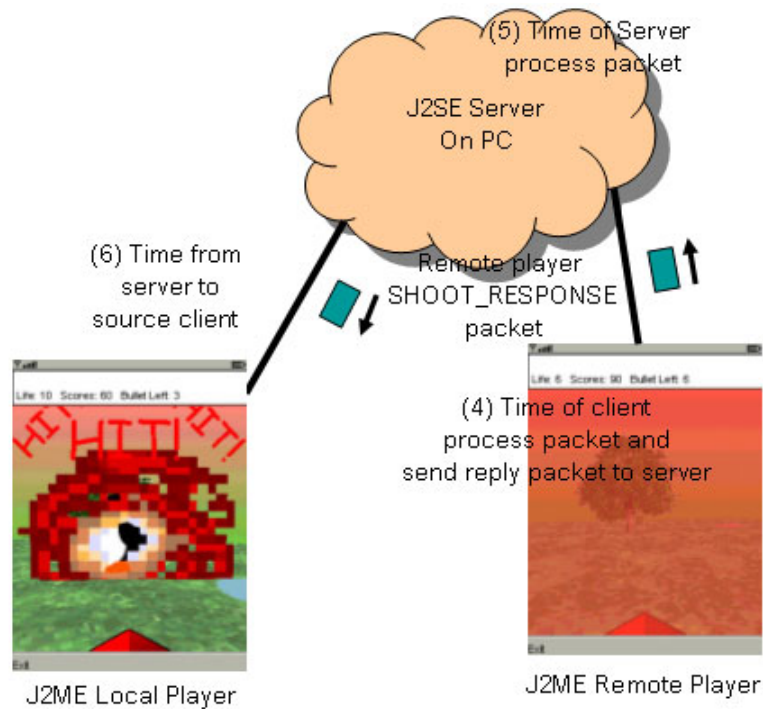 (5) Time of Server
process packet
J2SE Server
On PC
(6) Time from
server to
source client
Remote player
SHOOT_RESPONSE
packet
Life: 10 Scores: 60 Bullet Left: 3
HIT!
HIT!
HIT!
Exit
J2ME Local Player
Life: 6 Scores: 90 Bullet Left: 6
(4) Time of client
process packet and
send reply packet to server
Exit
J2ME Remote Player